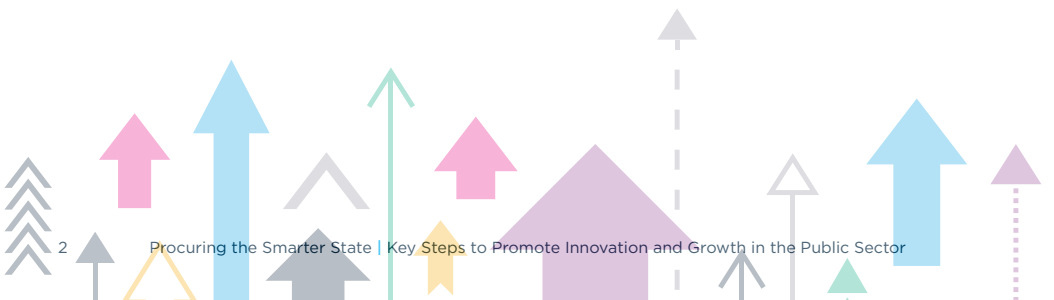 2 Procuring the Smarter State | Key Steps to Promote Innovation and Growth in the Public Sector